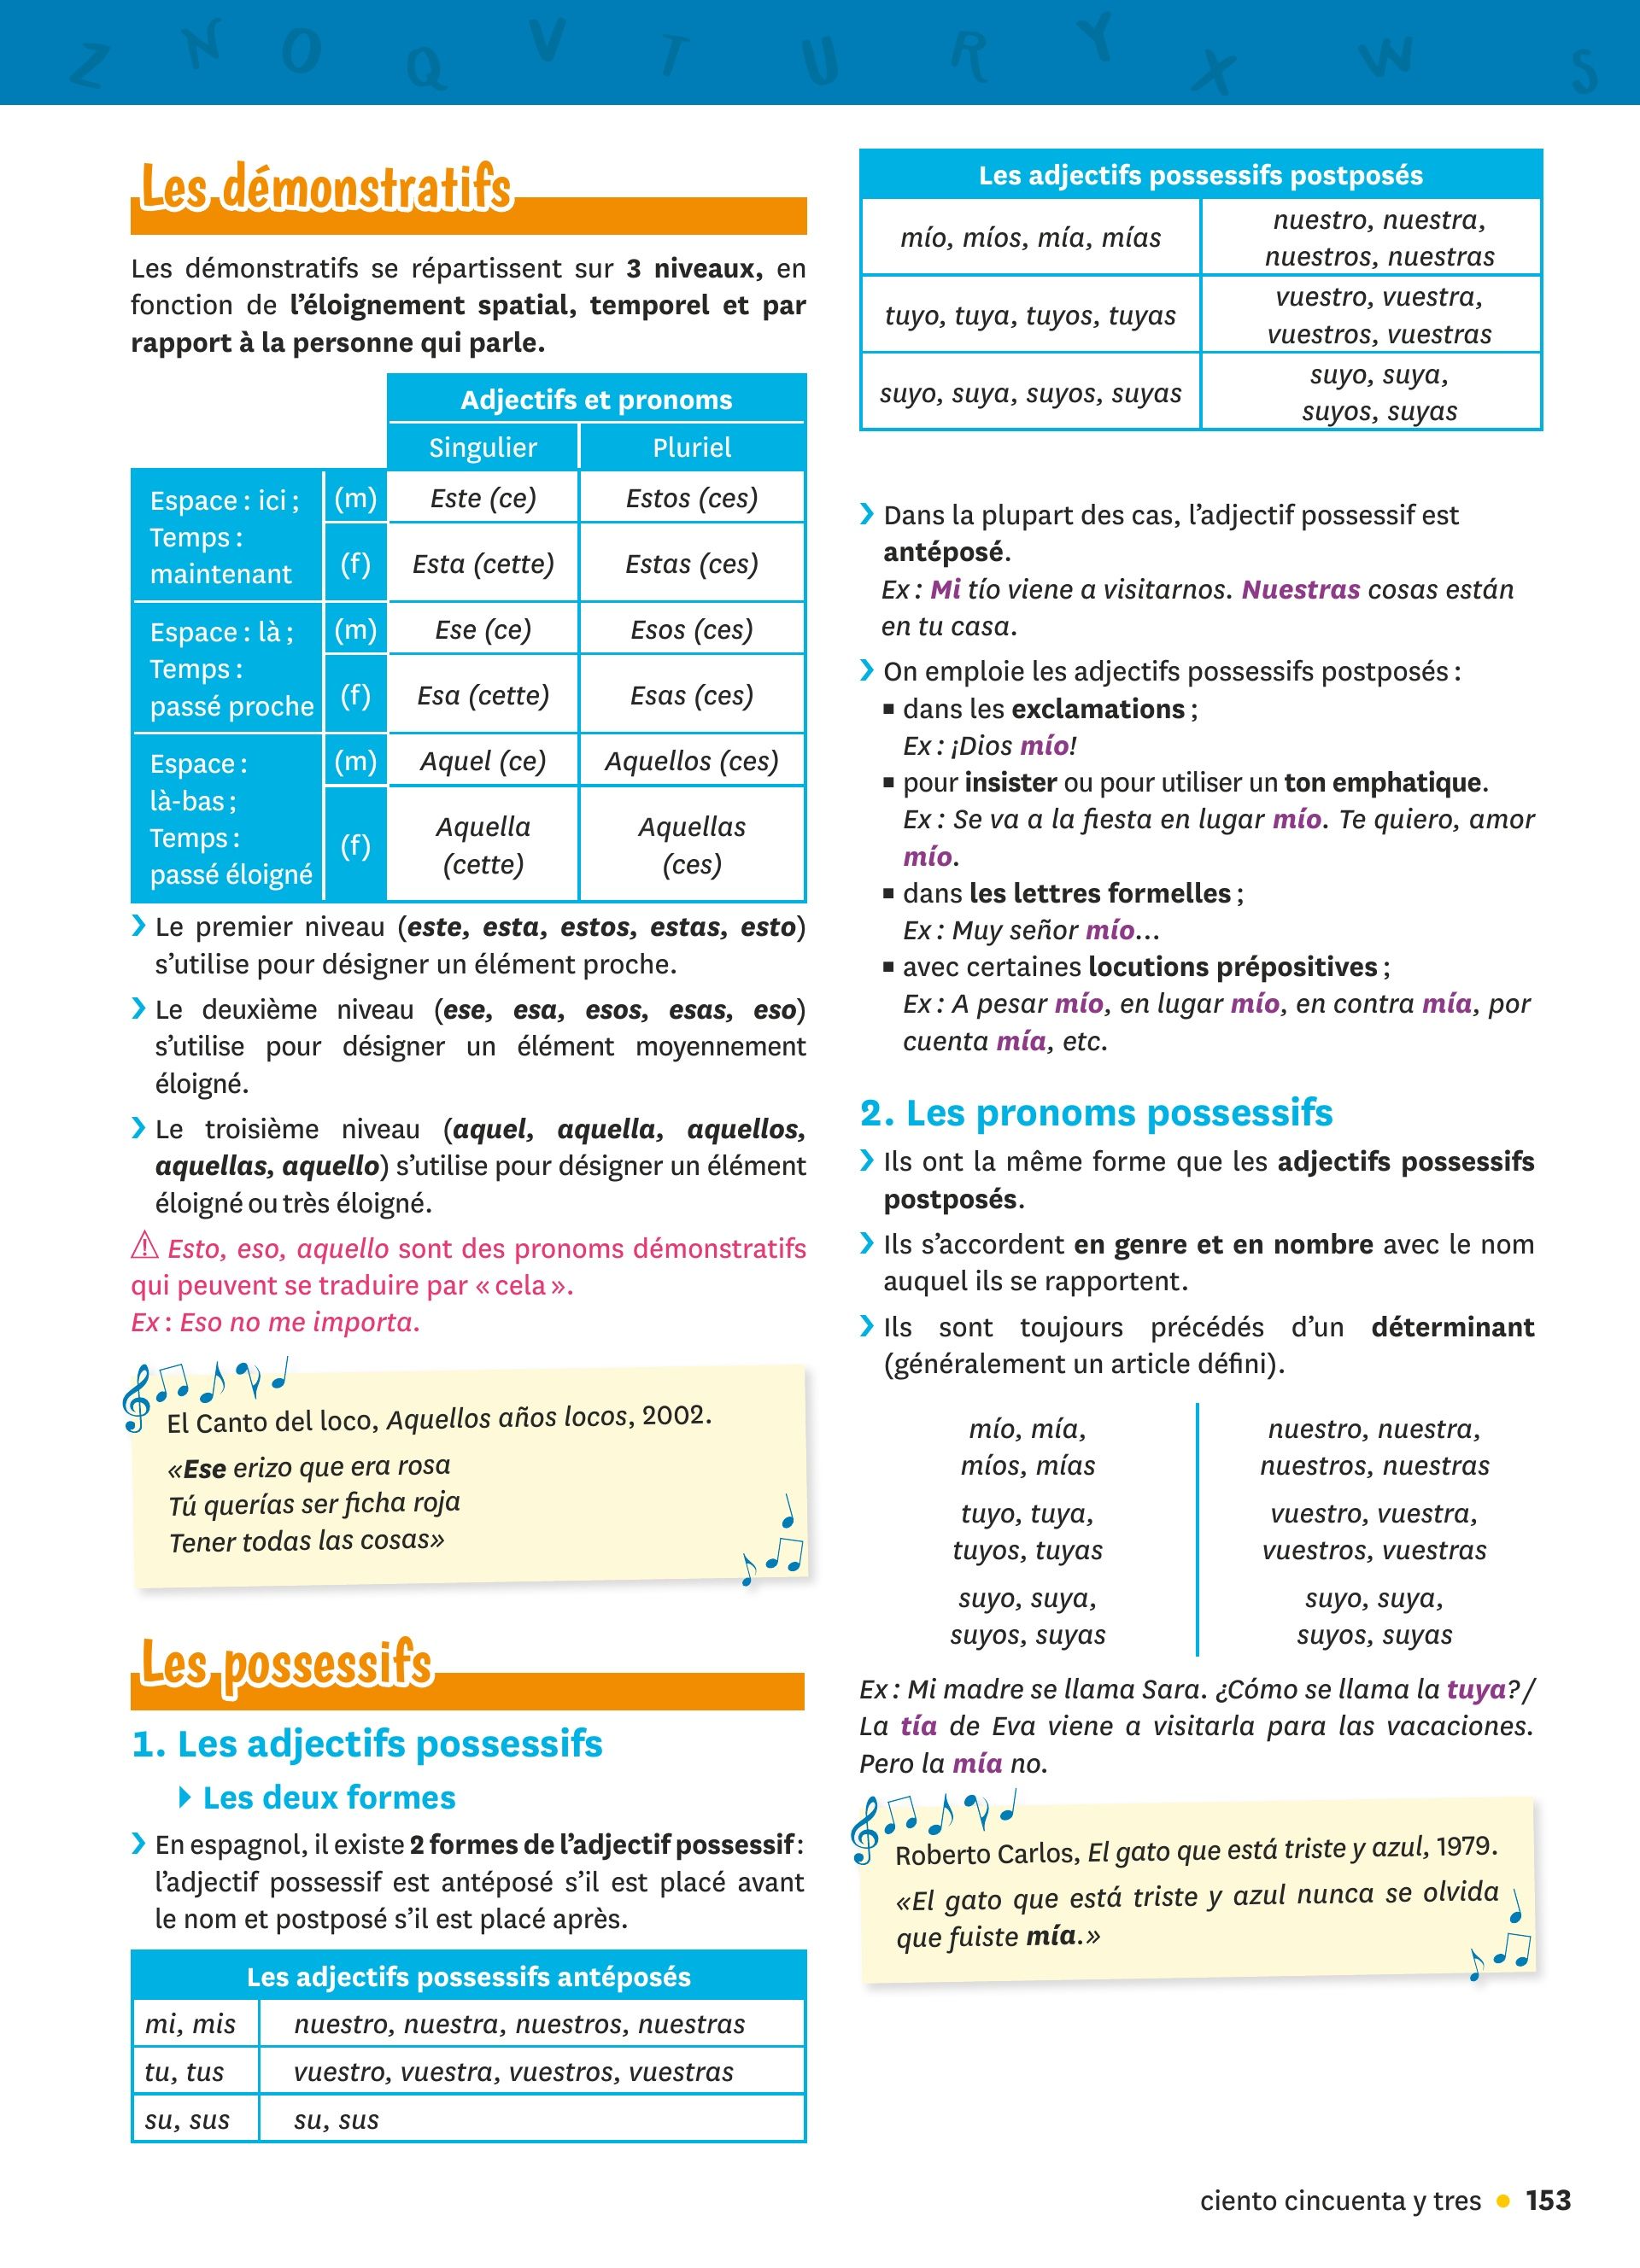 Z N O Q V T U R Y X W S
Les démonstratifs
Les démonstratifs se répartissent sur 3 niveaux, en
fonction de l'éloignement spatial, temporel et par
rapport à la personne qui parle.
Adjectifs et pronoms
Singulier Pluriel
Espace : ici ;
Temps :
maintenant
(m) Este (ce) Estos (ces)
(f) Esta (cette) Estas (ces)
Espace : là ;
Temps :
passé proche
(m) Ese (ce) Esos (ces)
(f) Esa (cette) Esas (ces)
Espace :
là-bas ;
Temps :
passé éloigné
(m) Aquel (ce) Aquellos (ces)
(f) Aquella (cette) Aquellas (ces)
› Le premier niveau (este, esta, estos, estas, esto)
s'utilise pour désigner un élément proche.
› Le deuxième niveau (ese, esa, esos, esas, eso)
s'utilise pour désigner un élément moyennement
éloigné.
› Le troisième niveau (aquel, aquella, aquellos,
aquellas, aquello) s'utilise pour désigner un élément
éloigné ou très éloigné.
⚠ Esto, eso, aquello sont des pronoms démonstratifs
qui peuvent se traduire par « cela ».
Ex : Eso no me importa.
El Canto del loco, Aquellos años locos, 2002.
«Ese erizo que era rosa
Tú querías ser ficha roja
Tener todas las cosas»
Les possessifs
1. Les adjectifs possessifs
Les deux formes
› En espagnol, il existe 2 formes de l'adjectif possessif :
l'adjectif possessif est antéposé s'il est placé avant
le nom et postposé s'il est placé après.
Les adjectifs possessifs antéposés
mi, mis nuestro, nuestra, nuestros, nuestras
tu, tus vuestro, vuestra, vuestros, vuestras
su, sus su, sus
Les adjectifs possessifs postposés
mío, míos, mía, mías nuestro, nuestra,
nuestros, nuestras
tuyo, tuya, tuyos, tuyas vuestro, vuestra,
vuestros, vuestras
suyo, suya, suyos, suyas suyo, suya,
suyos, suyas
› Dans la plupart des cas, l'adjectif possessif est
antéposé.
Ex : Mi tío viene a visitarnos. Nuestras cosas están
en tu casa.
› On emploie les adjectifs possessifs postposés :
▪ dans les exclamations ;
Ex : ¡Dios mío!
▪ pour insister ou pour utiliser un ton emphatique.
Ex : Se va a la fiesta en lugar mío. Te quiero, amor
mío.
▪ dans les lettres formelles ;
Ex : Muy señor mío...
▪ avec certaines locutions prépositives ;
Ex : A pesar mío, en lugar mío, en contra mía, por
cuenta mía, etc.
2. Les pronoms possessifs
› Ils ont la même forme que les adjectifs possessifs
postposés.
› Ils s'accordent en genre et en nombre avec le nom
auquel ils se rapportent.
› Ils sont toujours précédés d'un déterminant
(généralement un article défini).
mío, mía, nuestro, nuestra,
míos, mías nuestros, nuestras
tuyo, tuya, vuestro, vuestra,
tuyos, tuyas vuestros, vuestras
suyo, suya, suyo, suya,
suyos, suyas suyos, suyas
Ex : Mi madre se llama Sara. ¿Cómo se llama la tuya? /
La tía de Eva viene a visitarla para las vacaciones.
Pero la mía no.
Roberto Carlos, El gato que está triste y azul, 1979.
«El gato que está triste y azul nunca se olvida
que fuiste mía.»
ciento cincuenta y tres • 153